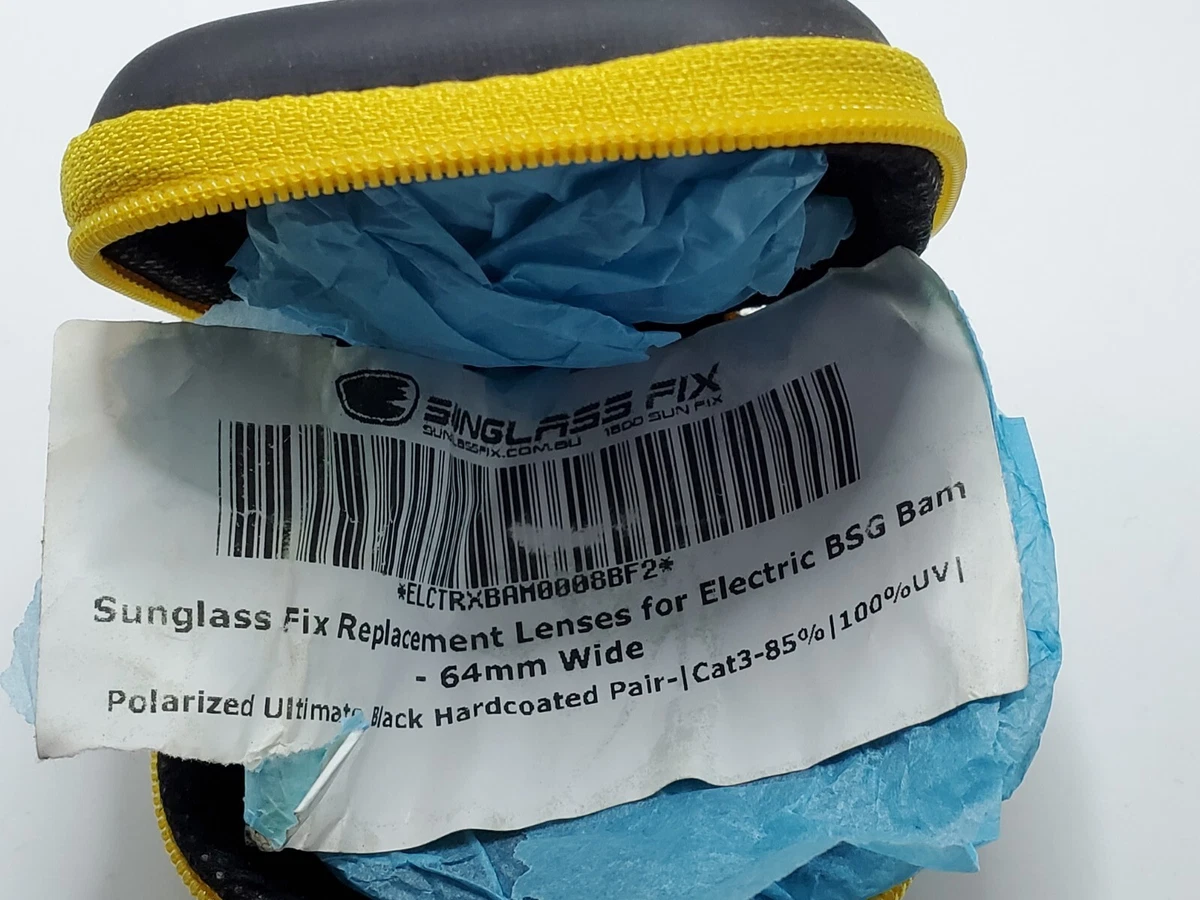 SUNGLASS FIX
SUNGLASSFIX.COM.AU 1800 SUN FIX
*ELCTRXBAM0008BF2*
Sunglass Fix Replacement Lenses for Electric BSG Bam
- 64mm Wide
Polarized Ultimate Black Hardcoated Pair-|Cat3-85%|100%UV|